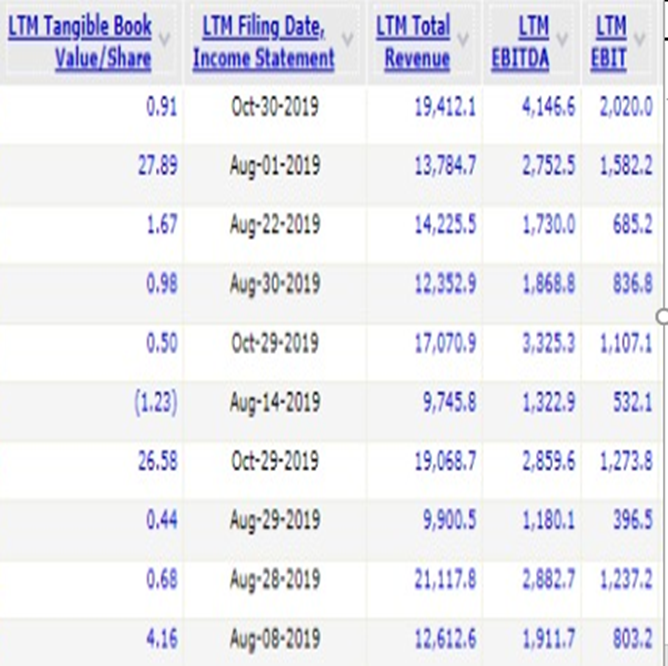 LTM Tangible Book Value/Share LTM Filing Date, Income Statement LTM Total Revenue LTM EBITDA LTM EBIT
0.91 Oct-30-2019 19,412.1 4,146.6 2,020.0
27.89 Aug-01-2019 13,784.7 2,752.5 1,582.2
1.67 Aug-22-2019 14,225.5 1,730.0 685.2
0.98 Aug-30-2019 12,352.9 1,868.8 836.8
0.50 Oct-29-2019 17,070.9 3,325.3 1,107.1
(1.23) Aug-14-2019 9,745.8 1,322.9 532.1
26.58 Oct-29-2019 19,068.7 2,859.6 1,273.8
0.44 Aug-29-2019 9,900.5 1,180.1 396.5
0.68 Aug-28-2019 21,117.8 2,882.7 1,237.2
4.16 Aug-08-2019 12,612.6 1,911.7 803.2